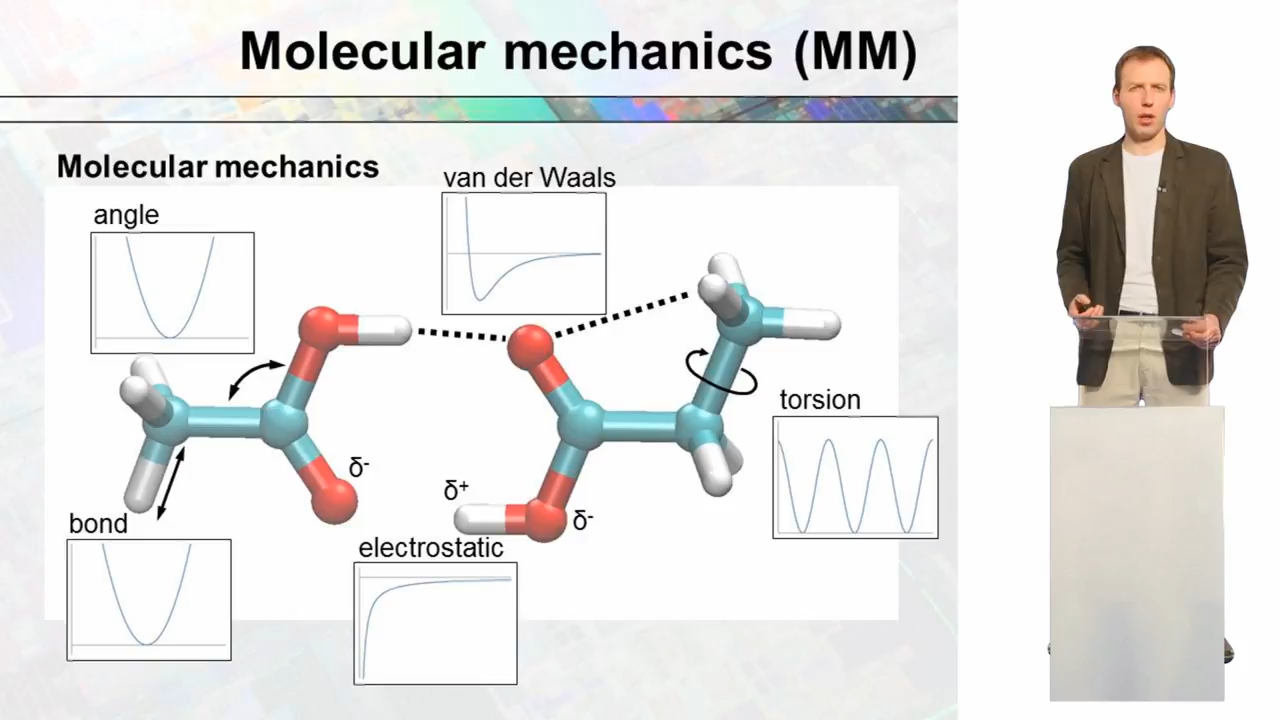 Molecular mechanics (MM)
Molecular mechanics
van der Waals
angle
torsion
δ-
δ+
δ-
bond
electrostatic